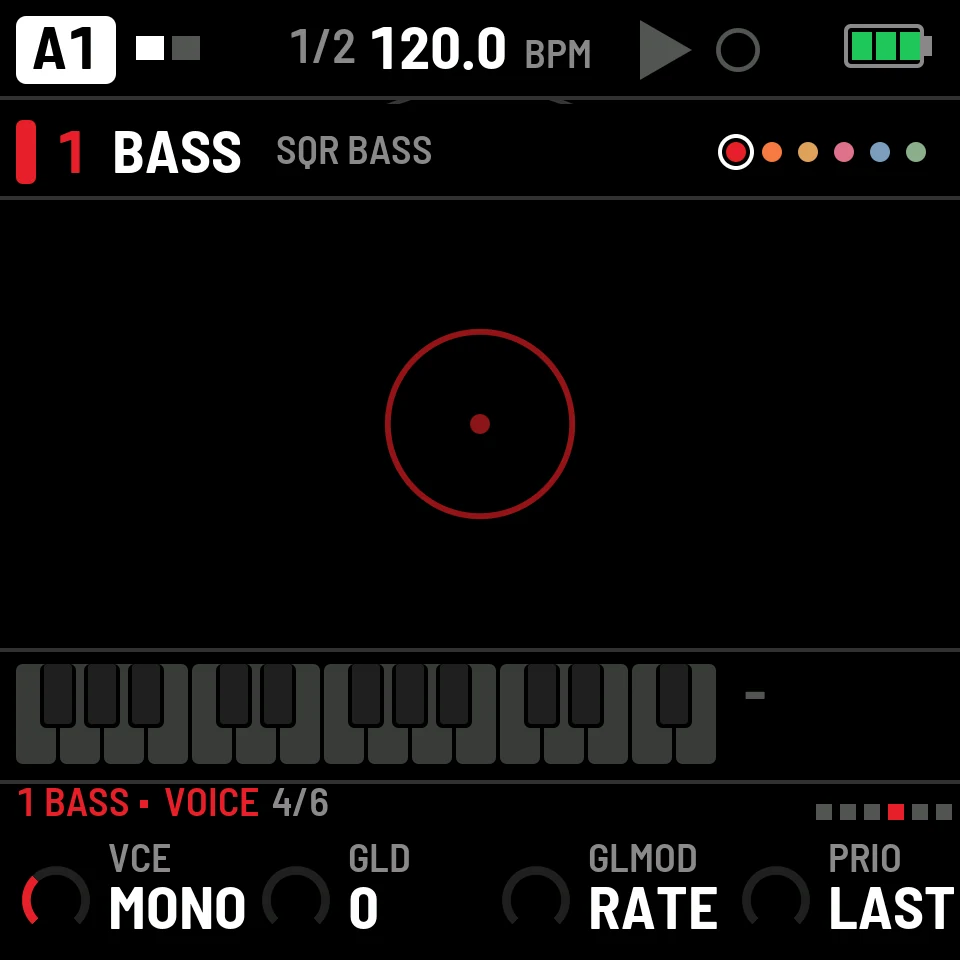 A1 1/2 120.0 BPM
1 BASS SQR BASS
-
1 BASS ▪ VOICE 4/6
VCE GLD GLMOD PRIO
MONO 0 RATE LAST